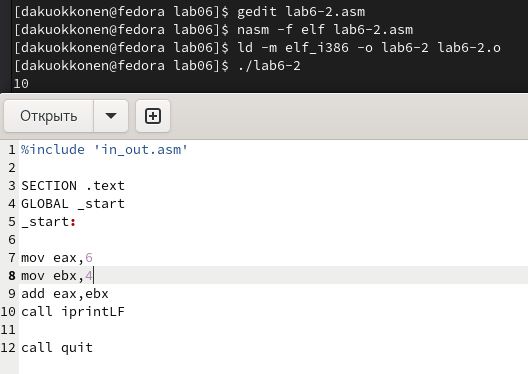 [dakuokkonen@fedora lab06]$ gedit lab6-2.asm
[dakuokkonen@fedora lab06]$ nasm -f elf lab6-2.asm
[dakuokkonen@fedora lab06]$ ld -m elf_i386 -o lab6-2 lab6-2.o
[dakuokkonen@fedora lab06]$ ./lab6-2
10
Открыть
1 %include 'in_out.asm'
2
3 SECTION .text
4 GLOBAL _start
5 _start:
6
7 mov eax,6
8 mov ebx,4
9 add eax,ebx
10 call iprintLF
11
12 call quit